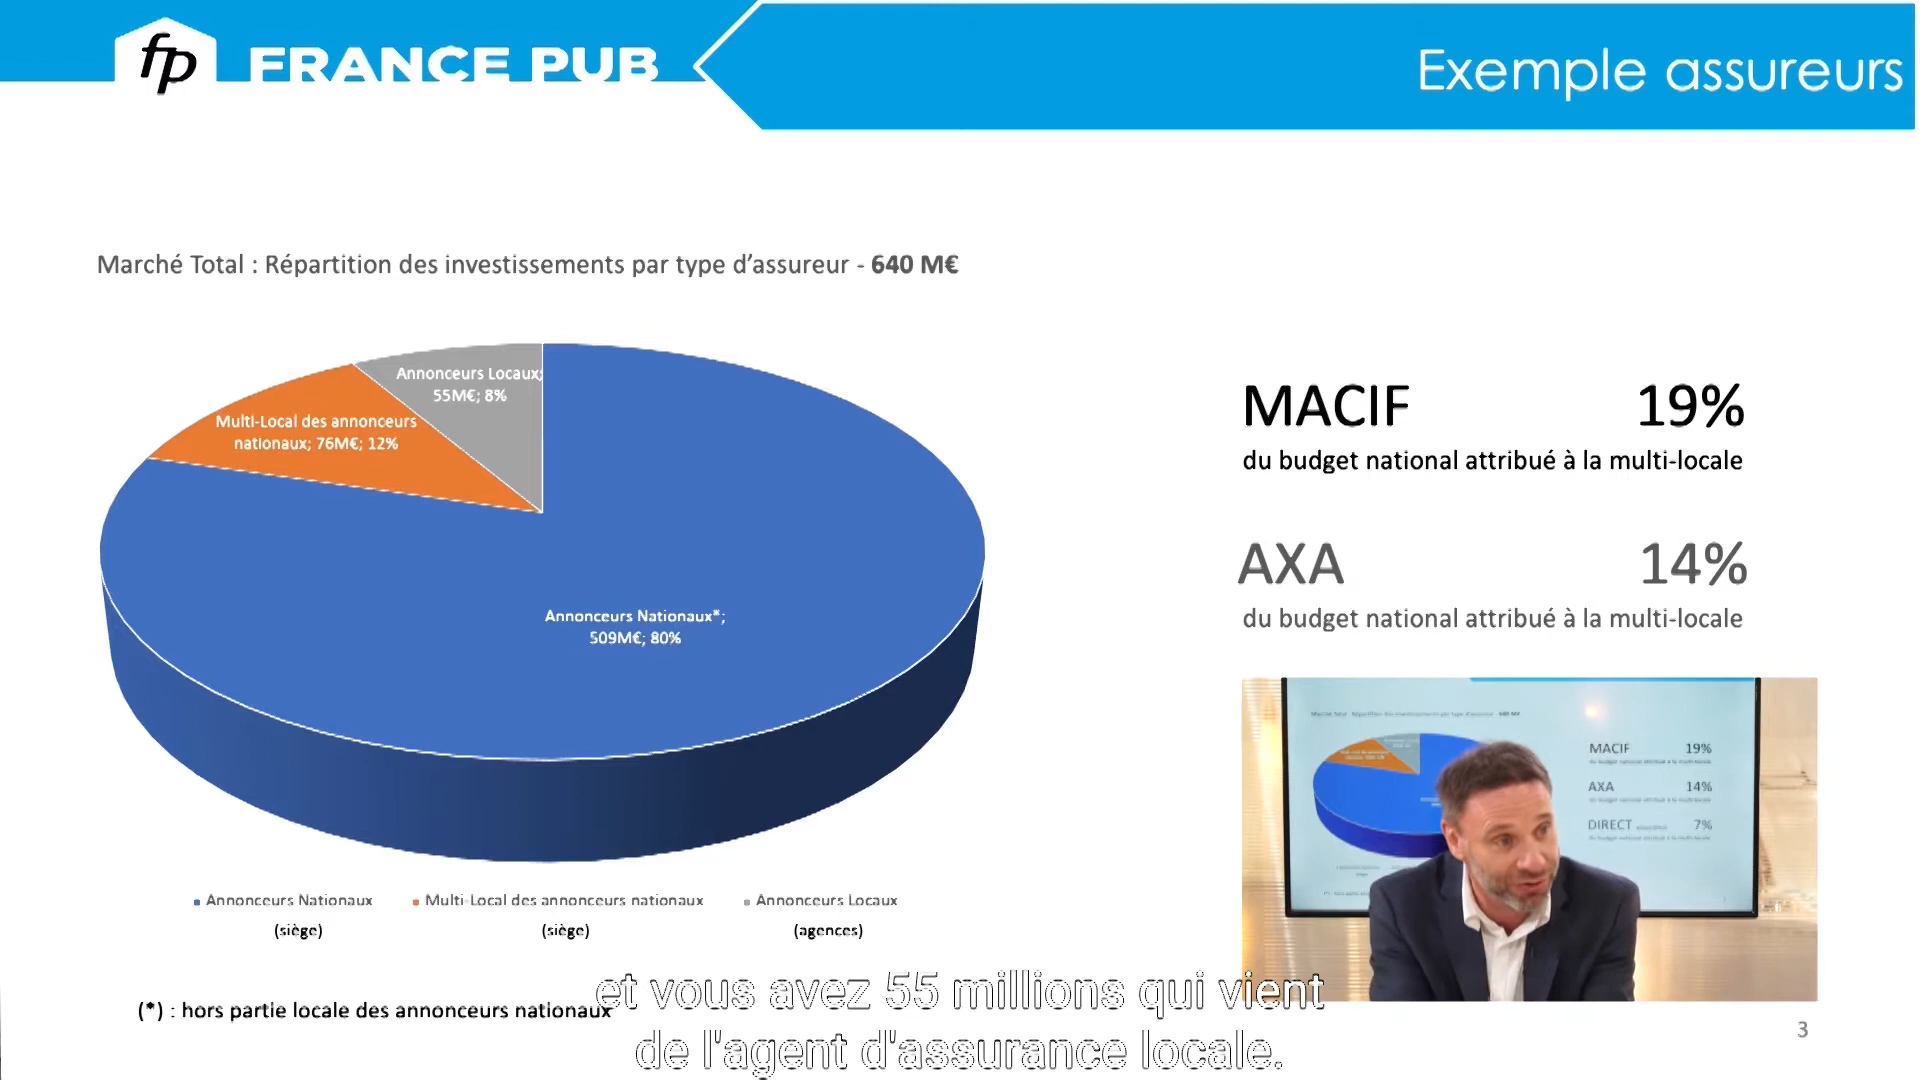 fp FRANCE PUB
Exemple assureurs
Marché Total : Répartition des investissements par type d’assureur - 640 M€
Annonceurs Locaux;
55M€; 8%
Multi-Local des annonceurs
nationaux; 76M€; 12%
Annonceurs Nationaux*;
509M€; 80%
MACIF 19%
du budget national attribué à la multi-locale
AXA 14%
du budget national attribué à la multi-locale
MACIF 19%
AXA 14%
DIRECT 7%
Annonceurs Nationaux Multi-Local des annonceurs nationaux Annonceurs Locaux
(siège) (siège) (agences)
(*) : hors partie locale des annonceurs nationaux
3
et vous avez 55 millions qui vient
de l'agent d'assurance locale.